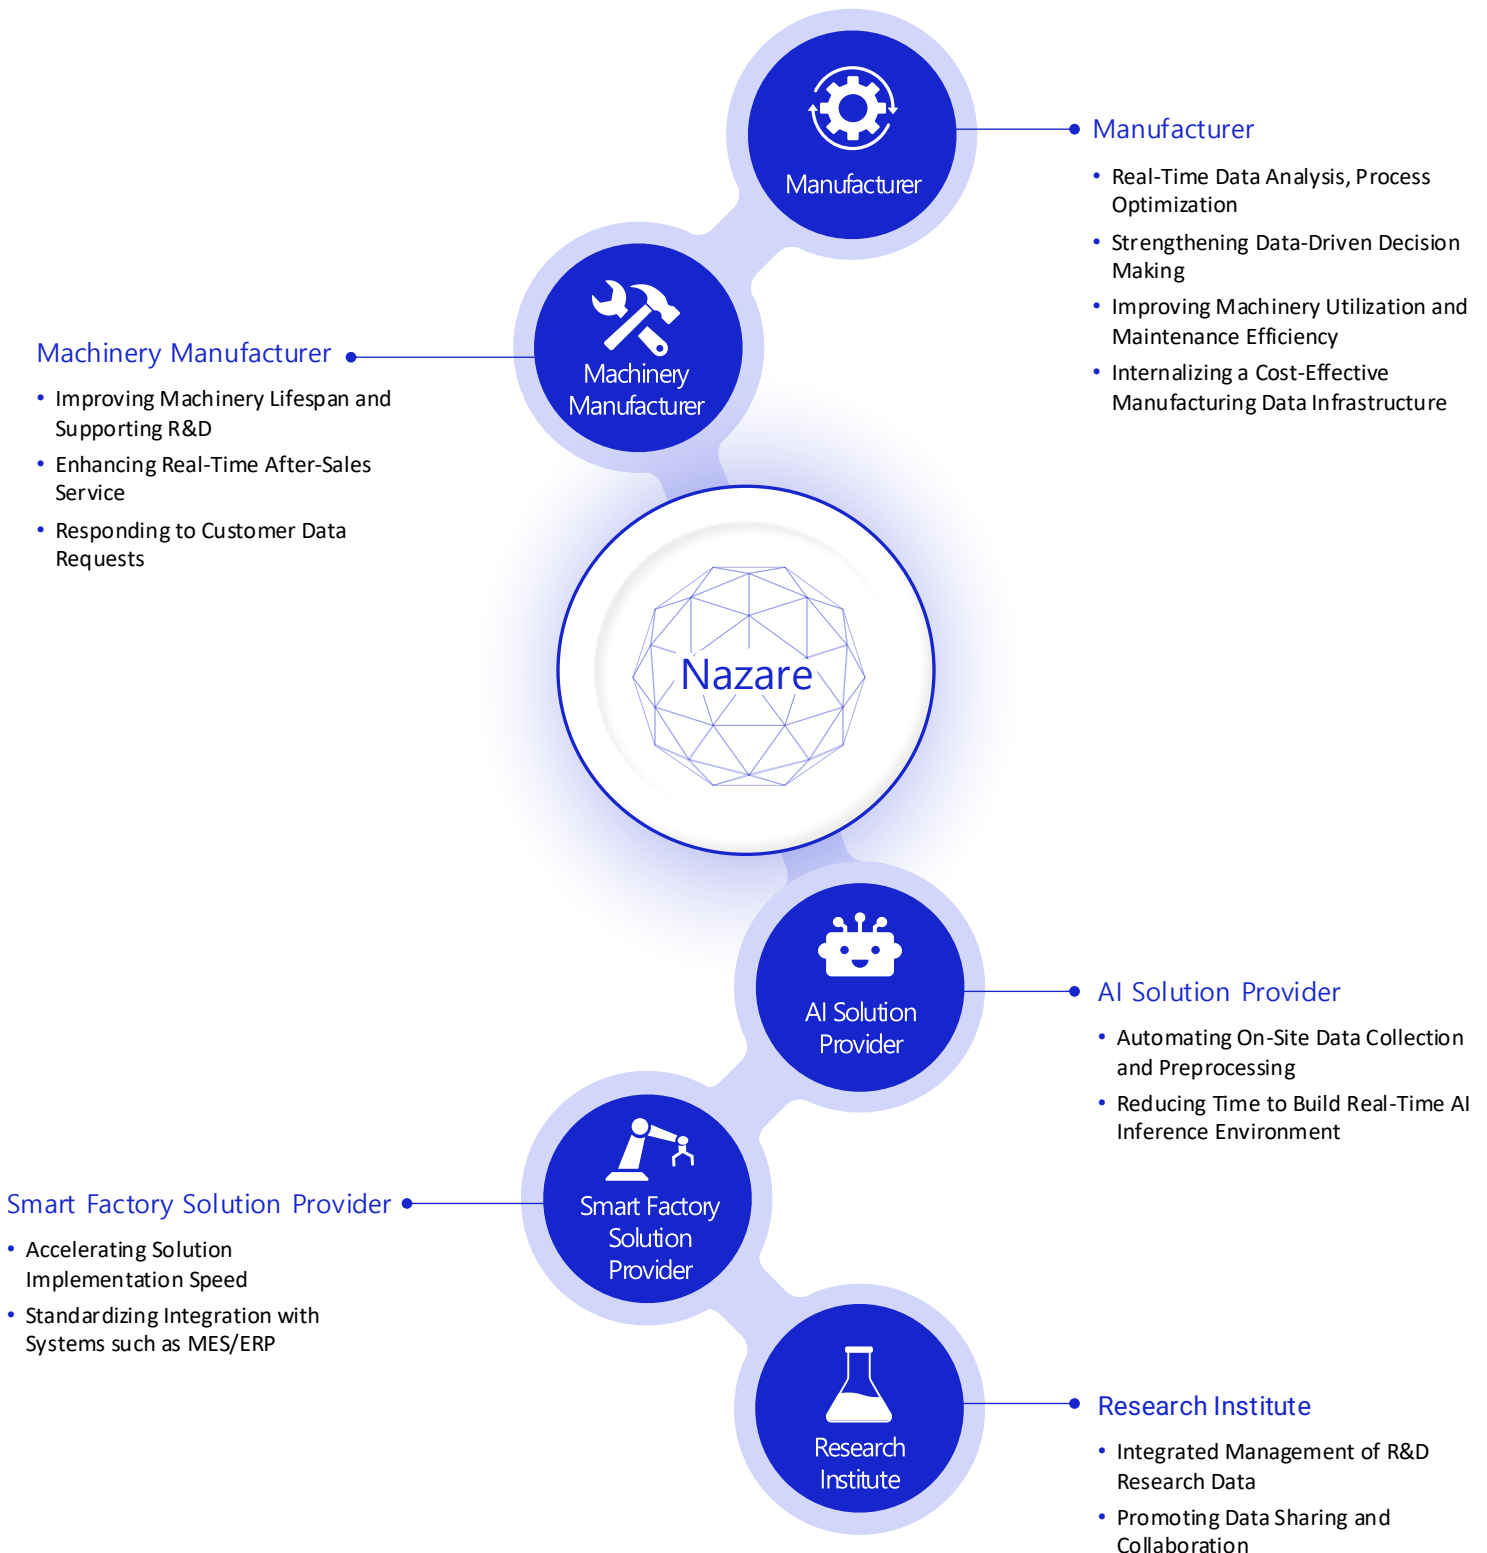 Manufacturer
Manufacturer
• Real-Time Data Analysis, Process
Optimization
• Strengthening Data-Driven Decision
Making
• Improving Machinery Utilization and
Maintenance Efficiency
• Internalizing a Cost-Effective
Manufacturing Data Infrastructure
Machinery
Manufacturer
Machinery Manufacturer
• Improving Machinery Lifespan and
Supporting R&D
• Enhancing Real-Time After-Sales
Service
• Responding to Customer Data
Requests
Nazare
AI Solution
Provider
AI Solution Provider
• Automating On-Site Data Collection
and Preprocessing
• Reducing Time to Build Real-Time AI
Inference Environment
Smart Factory
Solution
Provider
Smart Factory Solution Provider
• Accelerating Solution
Implementation Speed
• Standardizing Integration with
Systems such as MES/ERP
Research
Institute
Research Institute
• Integrated Management of R&D
Research Data
• Promoting Data Sharing and
Collaboration